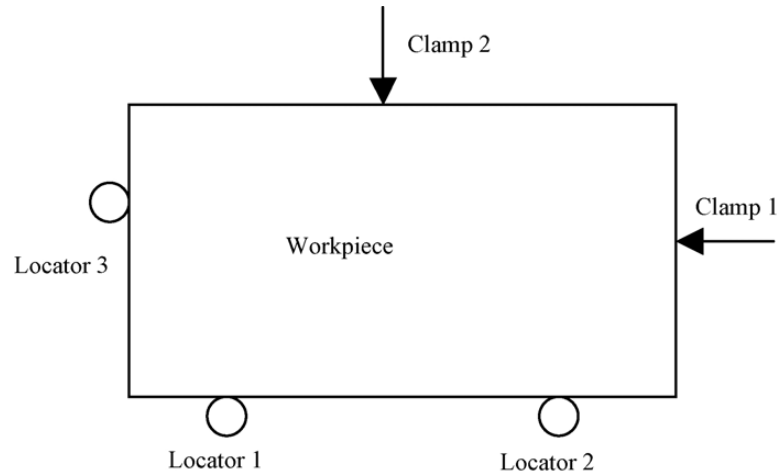 Clamp 2
Clamp 1
Workpiece
Locator 3
Locator 1
Locator 2